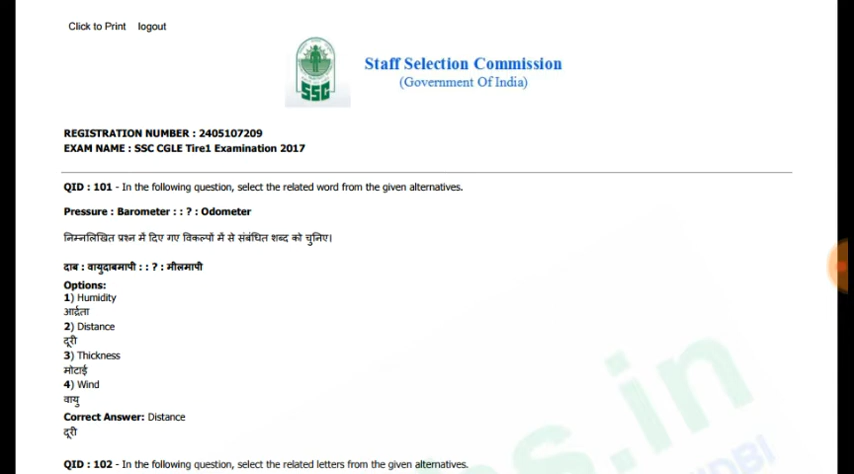 Click to Print logout
Staff Selection Commission
(Government Of India)
SSC
REGISTRATION NUMBER : 2405107209
EXAM NAME : SSC CGLE Tire1 Examination 2017
QID : 101 - In the following question, select the related word from the given alternatives.
Pressure : Barometer : : ? : Odometer
निम्नलिखित प्रश्न में दिए गए विकल्पों में से संबंधित शब्द को चुनिए।
दाब : वायुदाबमापी : : ? : मीलमापी
Options:
1) Humidity
आर्द्रता
2) Distance
दूरी
3) Thickness
मोटाई
4) Wind
वायु
Correct Answer: Distance
दूरी
QID : 102 - In the following question, select the related letters from the given alternatives.